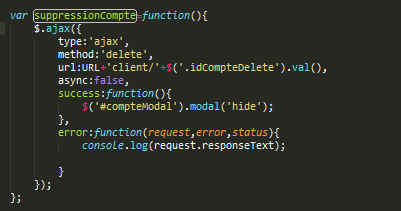 var suppressionCompte=function(){
$.ajax({
type:'ajax',
method:'delete',
url:URL+'client/'+$('.idCompteDelete').val(),
async:false,
success:function(){
$('#compteModal').modal('hide');
},
error:function(request,error,status){
console.log(request.responseText);
}
});
};